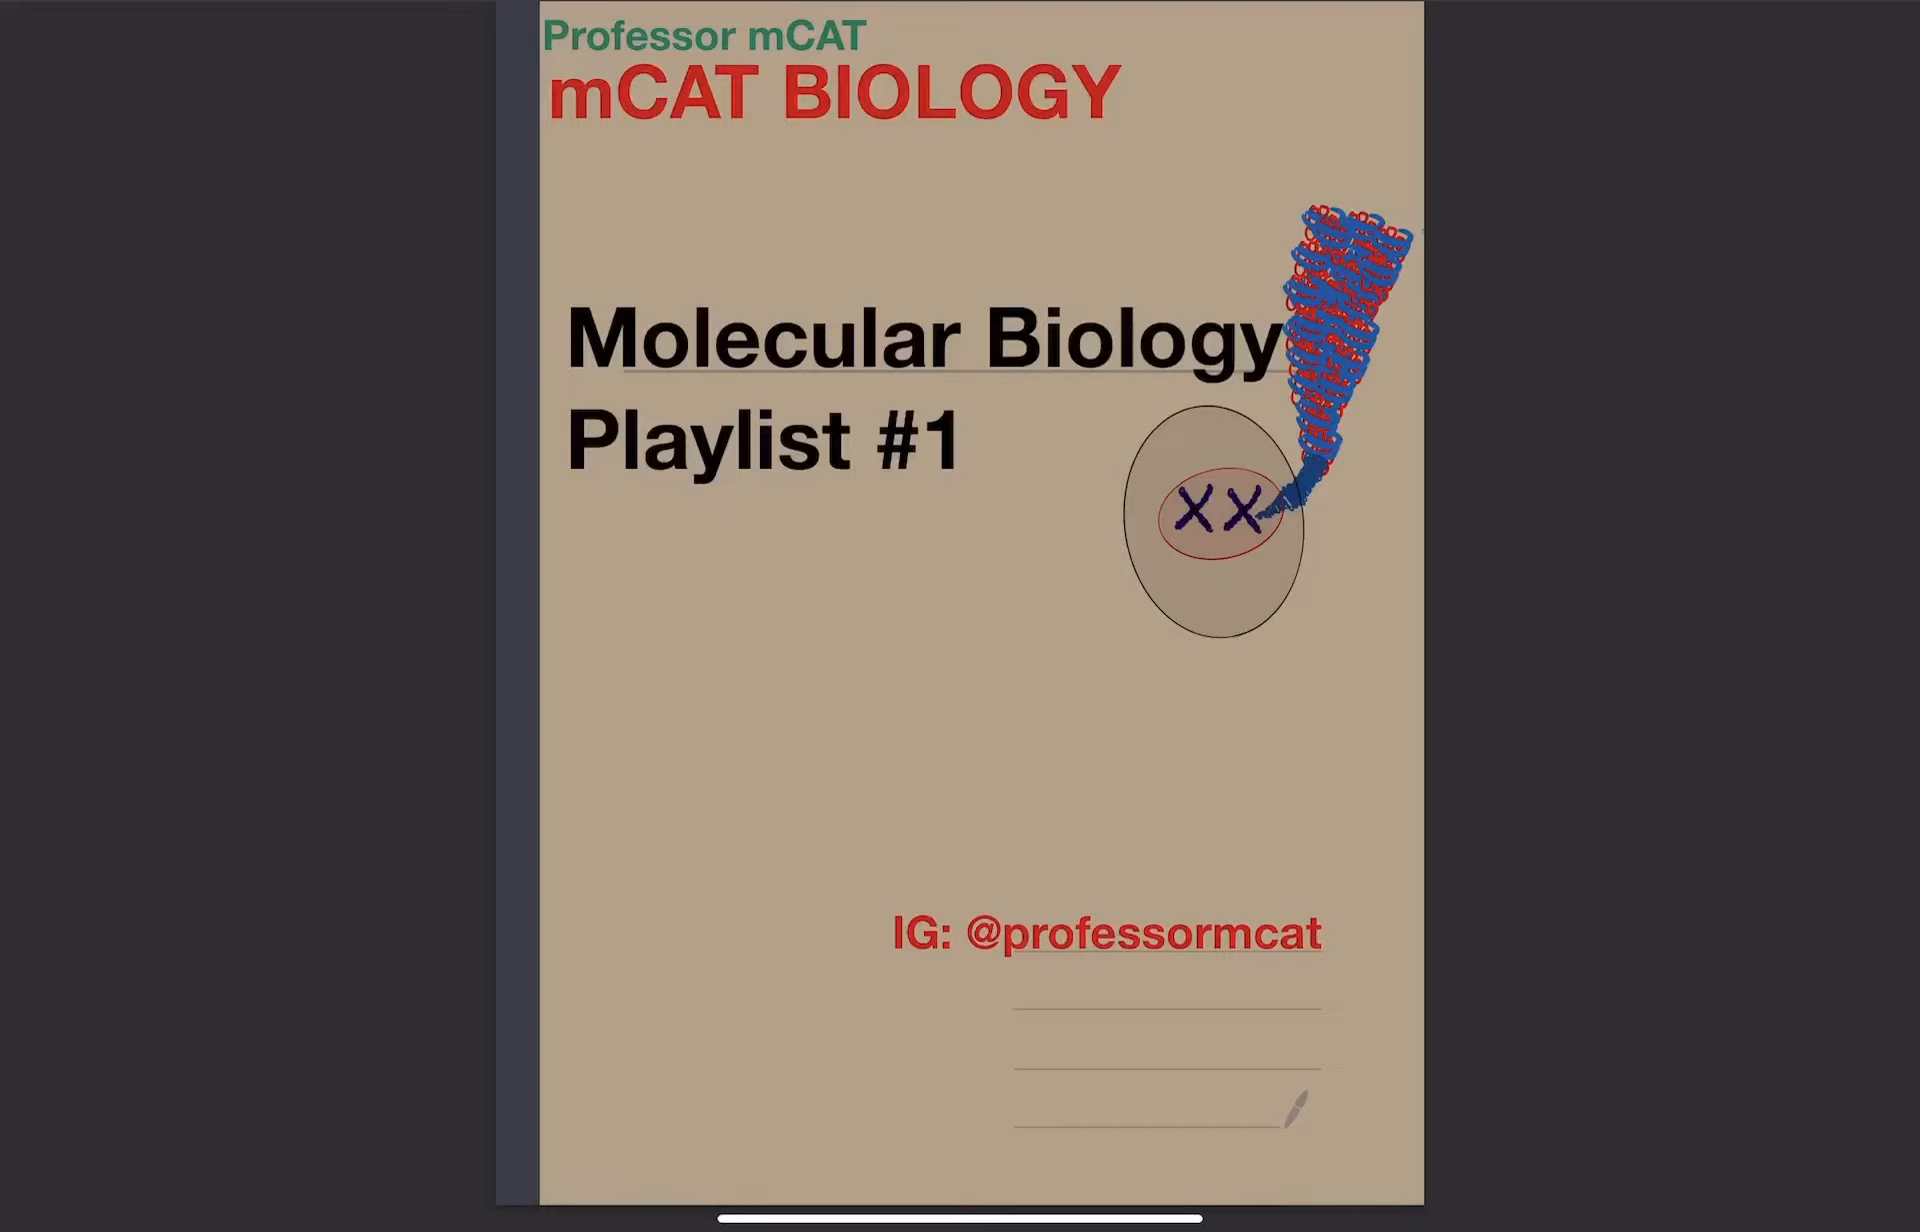 Professor mCAT
mCAT BIOLOGY
Molecular Biology
Playlist #1
IG: @professormcat